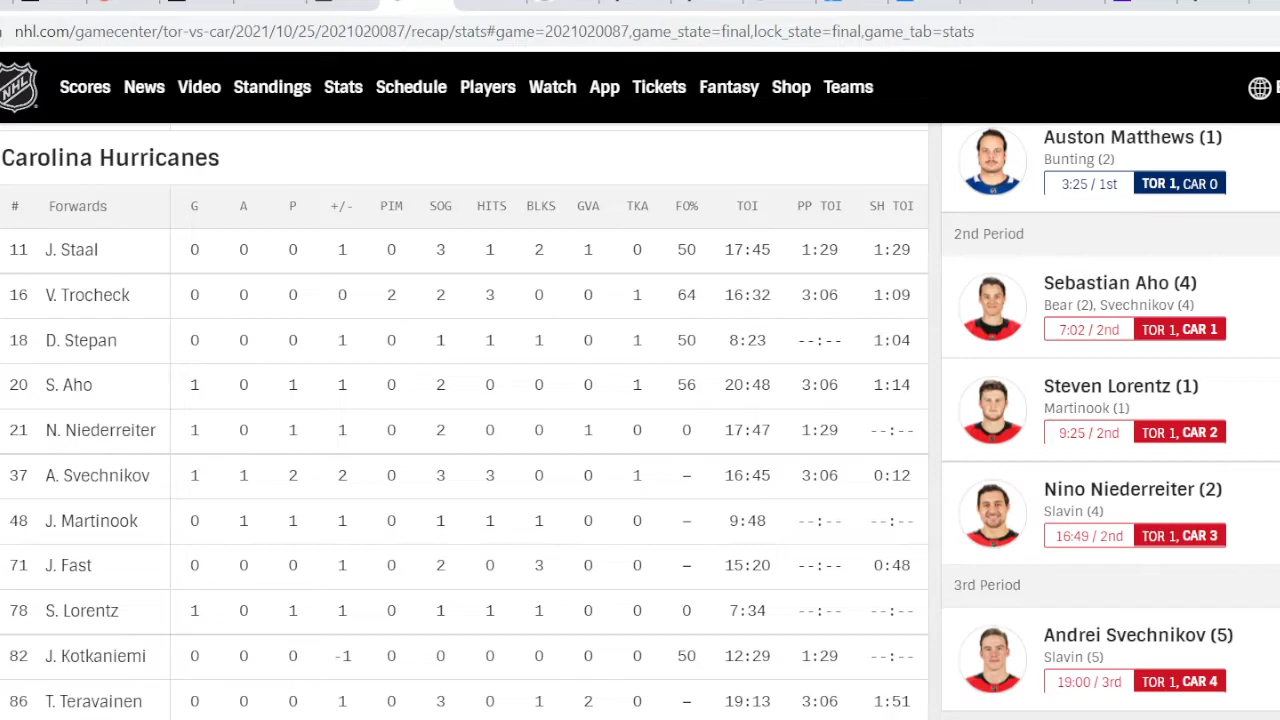 nhl.com/gamecenter/tor-vs-car/2021/10/25/2021020087/recap/stats#game=2021020087,game_state=final,lock_state=final,game_tab=stats
NHL Scores News Video Standings Stats Schedule Players Watch App Tickets Fantasy Shop Teams
Carolina Hurricanes
# Forwards G A P +/- PIM SOG HITS BLKS GVA TKA FO% TOI PP TOI SH TOI
11 J. Staal 0 0 0 1 0 3 1 2 1 0 50 17:45 1:29 1:29
16 V. Trocheck 0 0 0 0 2 2 3 0 0 1 64 16:32 3:06 1:09
18 D. Stepan 0 0 0 1 0 1 1 1 0 1 50 8:23 --:-- 1:04
20 S. Aho 1 0 1 1 0 2 0 0 0 1 56 20:48 3:06 1:14
21 N. Niederreiter 1 0 1 1 0 2 0 0 1 0 0 17:47 1:29 --:--
37 A. Svechnikov 1 1 2 2 0 3 3 0 0 1 – 16:45 3:06 0:12
48 J. Martinook 0 1 1 1 0 1 1 1 0 0 – 9:48 --:-- --:--
71 J. Fast 0 0 0 1 0 2 0 3 0 0 – 15:20 --:-- 0:48
78 S. Lorentz 1 0 1 1 0 1 1 1 0 0 0 7:34 --:-- --:--
82 J. Kotkaniemi 0 0 0 -1 0 0 0 0 0 0 50 12:29 1:29 --:--
86 T. Teravainen 0 0 0 1 0 3 0 1 2 0 – 19:13 3:06 1:51
Auston Matthews (1)
Bunting (2)
3:25 / 1st TOR 1, CAR 0
2nd Period
Sebastian Aho (4)
Bear (2), Svechnikov (4)
7:02 / 2nd TOR 1, CAR 1
Steven Lorentz (1)
Martinook (1)
9:25 / 2nd TOR 1, CAR 2
Nino Niederreiter (2)
Slavin (4)
16:49 / 2nd TOR 1, CAR 3
3rd Period
Andrei Svechnikov (5)
Slavin (5)
19:00 / 3rd TOR 1, CAR 4